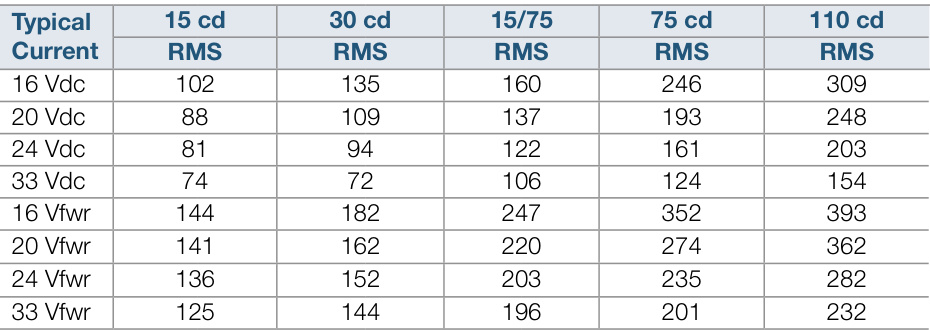 Typical Current 15 cd 30 cd 15/75 75 cd 110 cd
RMS RMS RMS RMS RMS
16 Vdc 102 135 160 246 309
20 Vdc 88 109 137 193 248
24 Vdc 81 94 122 161 203
33 Vdc 74 72 106 124 154
16 Vfwr 144 182 247 352 393
20 Vfwr 141 162 220 274 362
24 Vfwr 136 152 203 235 282
33 Vfwr 125 144 196 201 232